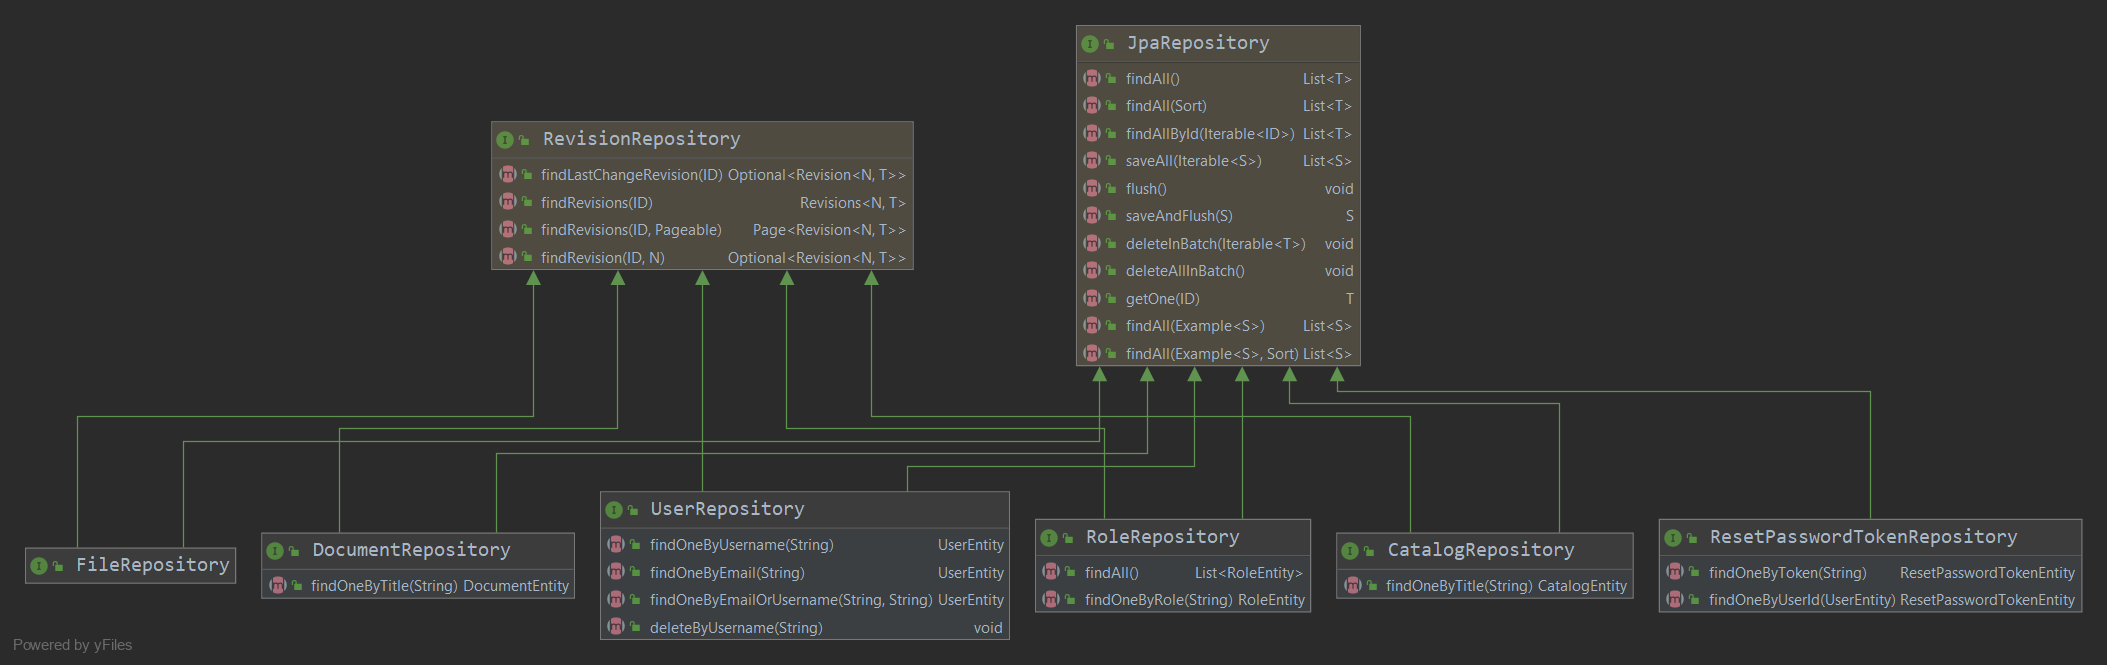 JpaRepository
findAll() List<T>
findAll(Sort) List<T>
findAllById(Iterable<ID>) List<T>
saveAll(Iterable<S>) List<S>
flush() void
saveAndFlush(S) S
deleteInBatch(Iterable<T>) void
deleteAllInBatch() void
getOne(ID) T
findAll(Example<S>) List<S>
findAll(Example<S>, Sort) List<S>
RevisionRepository
findLastChangeRevision(ID) Optional<Revision<N, T>>
findRevisions(ID) Revisions<N, T>
findRevisions(ID, Pageable) Page<Revision<N, T>>
findRevision(ID, N) Optional<Revision<N, T>>
FileRepository
DocumentRepository
findOneByTitle(String) DocumentEntity
UserRepository
findOneByUsername(String) UserEntity
findOneByEmail(String) UserEntity
findOneByEmailOrUsername(String, String) UserEntity
deleteByUsername(String) void
RoleRepository
findAll() List<RoleEntity>
findOneByRole(String) RoleEntity
CatalogRepository
findOneByTitle(String) CatalogEntity
ResetPasswordTokenRepository
findOneByToken(String) ResetPasswordTokenEntity
findOneByUserId(UserEntity) ResetPasswordTokenEntity
Powered by yFiles